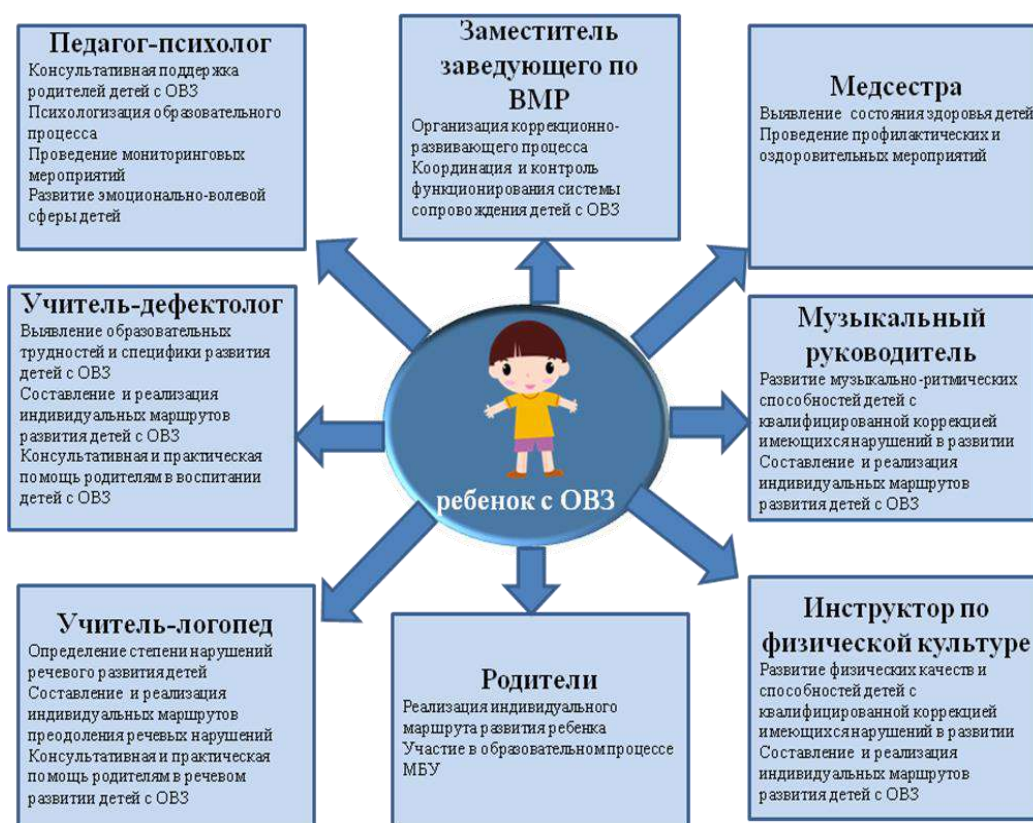 Педагог-психолог
Консультативная поддержка
родителей детей с ОВЗ
Психологизация образовательного
процесса
Проведение мониторинговых
мероприятий
Развитие эмоционально-волевой
сферы детей
Заместитель
заведующего по
ВМР
Организация коррекционно-
развивающего процесса
Координация и контроль
функционирования системы
сопровождения детей с ОВЗ
Медсестра
Выявление состояния здоровья детей
Проведение профилактических и
оздоровительных мероприятий
Учитель-дефектолог
Выявление образовательных
трудностей и специфики развития
детей с ОВЗ
Составление и реализация
индивидуальных маршрутов
развития детей с ОВЗ
Консультативная и практическая
помощь родителям в воспитании
детей с ОВЗ
ребенок с ОВЗ
Музыкальный
руководитель
Развитие музыкально-ритмических
способностей детей с
квалифицированной коррекцией
имеющихся нарушений в развитии
Составление и реализация
индивидуальных маршрутов
развития детей с ОВЗ
Учитель-логопед
Определение степени нарушений
речевого развития детей
Составление и реализация
индивидуальных маршрутов
преодоления речевых нарушений
Консультативная и практическая
помощь родителям в речевом
развитии детей с ОВЗ
Родители
Реализация индивидуального
маршрута развития ребенка
Участие в образовательном процессе
МБУ
Инструктор по
физической культуре
Развитие физических качеств и
способностей детей с
квалифицированной коррекцией
имеющихся нарушений в развитии
Составление и реализация
индивидуальных маршрутов
развития детей с ОВЗ